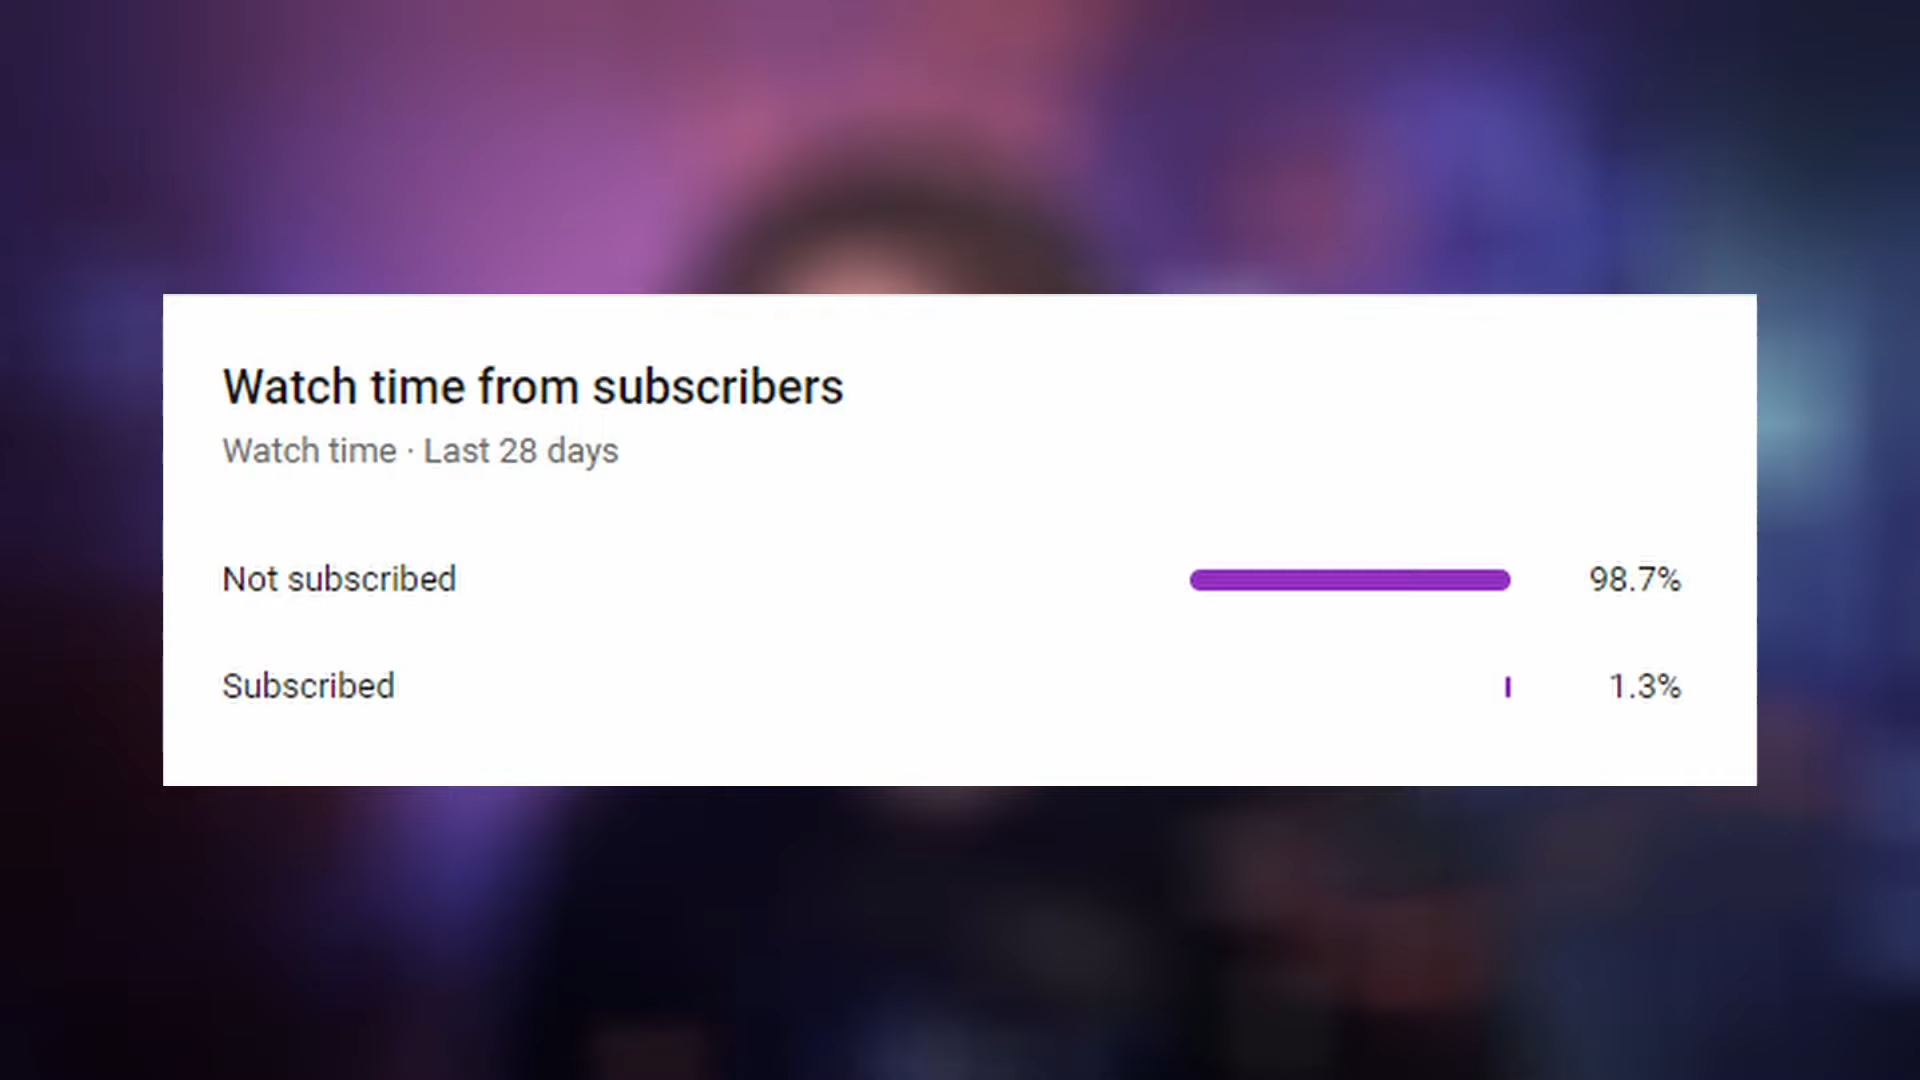 Watch time from subscribers
Watch time · Last 28 days
Not subscribed 98.7%
Subscribed 1.3%